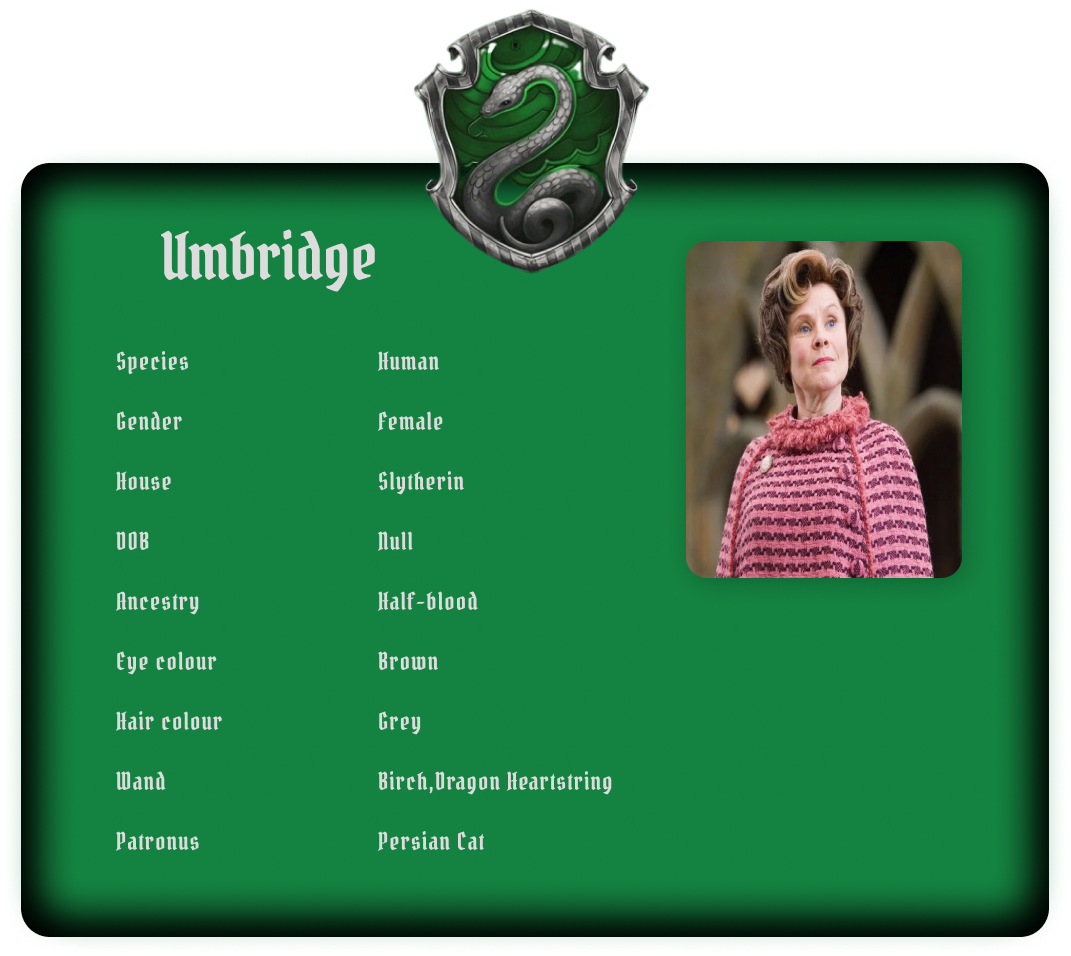 Umbridge
Species Human
Gender Female
House Slytherin
DOB Null
Ancestry Half-blood
Eye colour Brown
Hair colour Grey
Wand Birch,Dragon Heartstring
Patronus Persian Cat